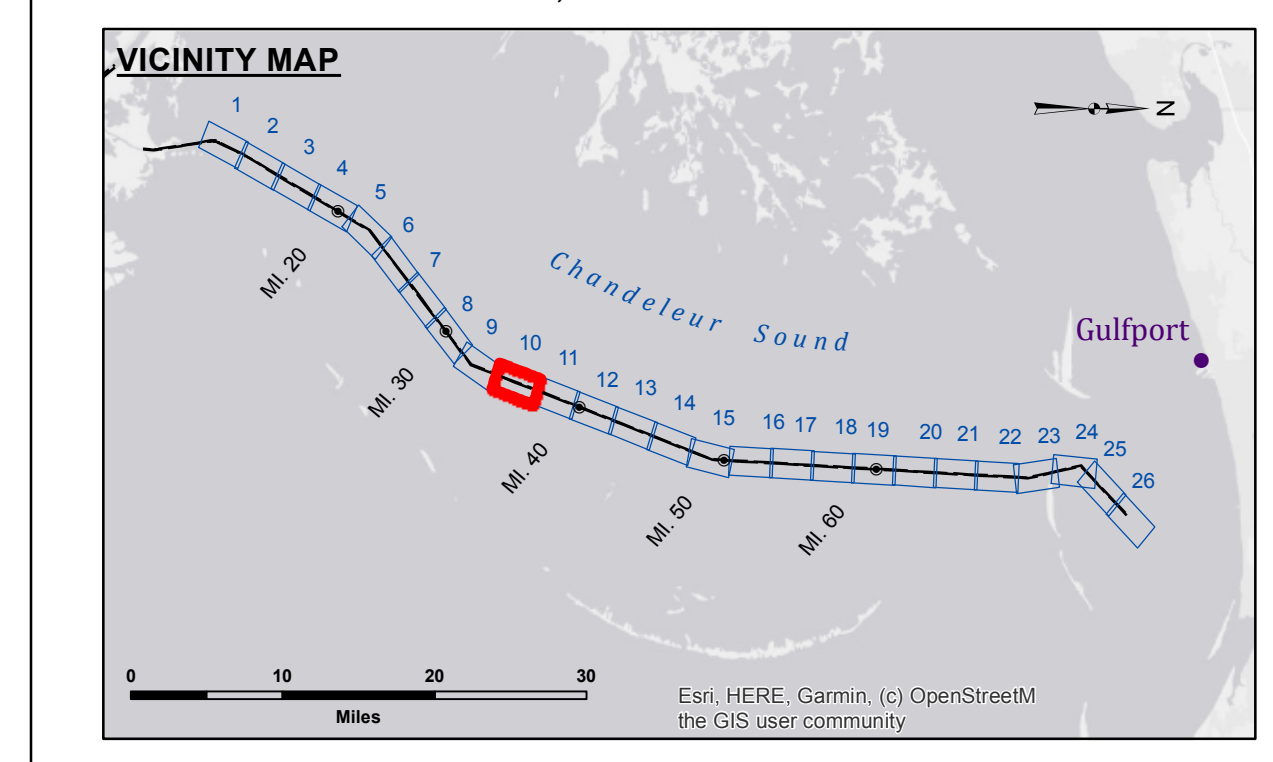 VICINITY MAP
N
1
2
3
4
5
6
7
8
9
10
11
12
13
14
15
16
17
18
19
20
21
22
23
24
25
26
MI. 20
MI. 30
MI. 40
MI. 50
MI. 60
Chandeleur Sound
Gulfport
0 10 20 30
Miles
Esri, HERE, Garmin, (c) OpenStreetM
the GIS user community